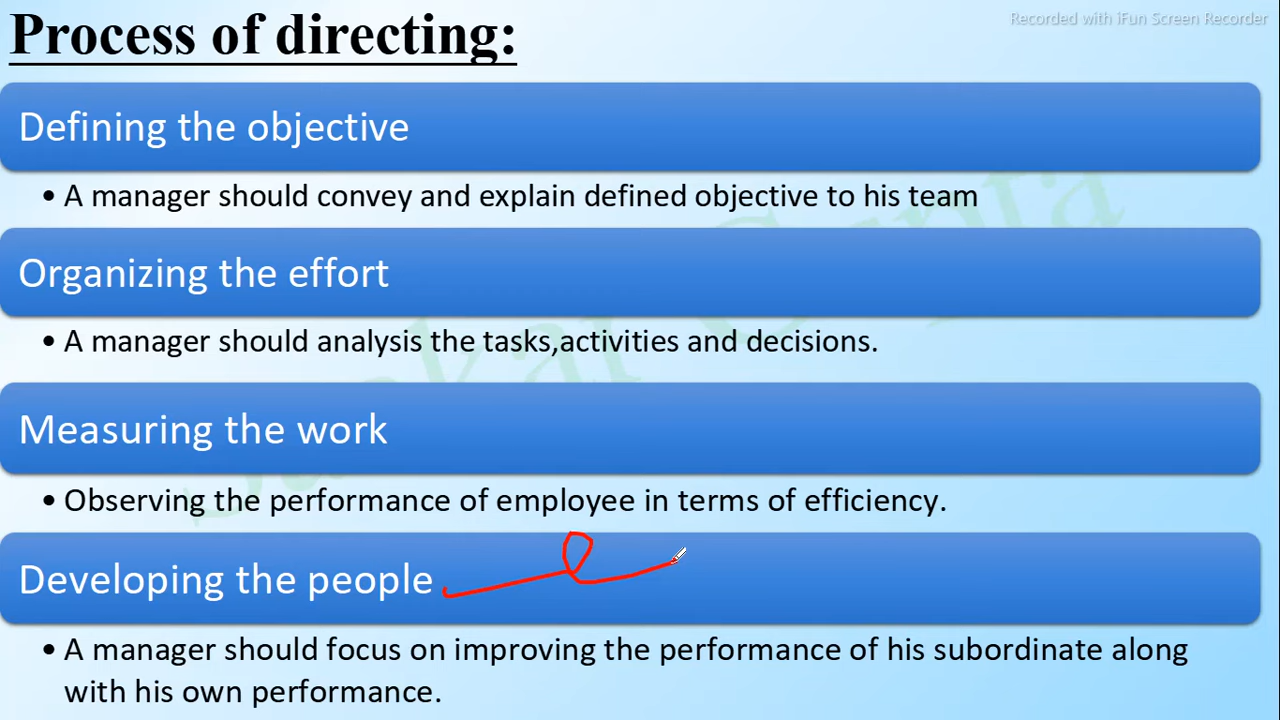 Recorded with iFun Screen Recorder
Process of directing:
Defining the objective
• A manager should convey and explain defined objective to his team
Organizing the effort
• A manager should analysis the tasks,activities and decisions.
Measuring the work
• Observing the performance of employee in terms of efficiency.
Developing the people
• A manager should focus on improving the performance of his subordinate along
with his own performance.